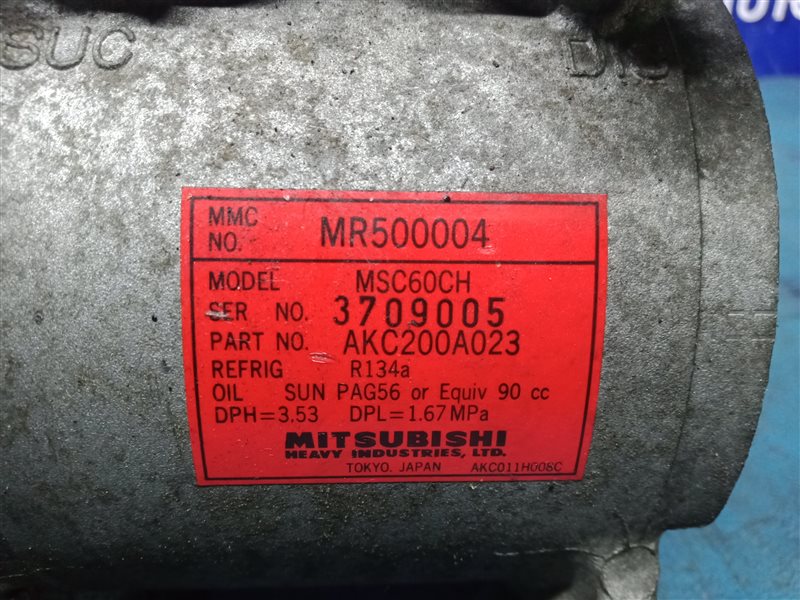 SUC
DIS
MMC NO. MR500004
MODEL MSC60CH
SER NO. 3709005
PART NO. AKC200A023
REFRIG R134a
OIL SUN PAG56 or Equiv 90 cc
DPH=3.53 DPL=1.67MPa
MITSUBISHI
HEAVY INDUSTRIES, LTD.
TOKYO. JAPAN AKC011H008C